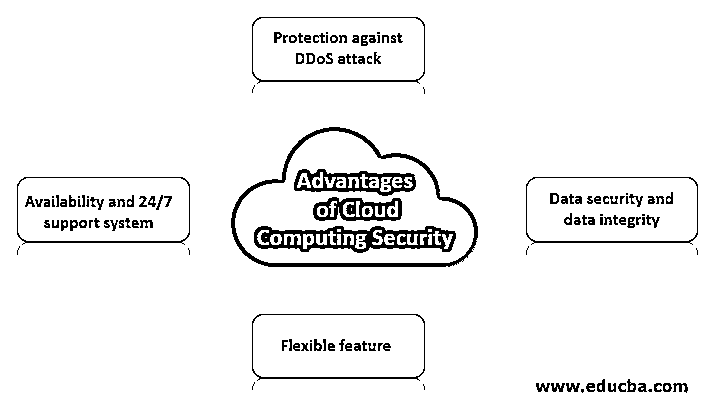 Protection against
DDoS attack
Advantages
of Cloud
Computing Security
Availability and 24/7
support system
Data security and
data integrity
Flexible feature
www.educba.com